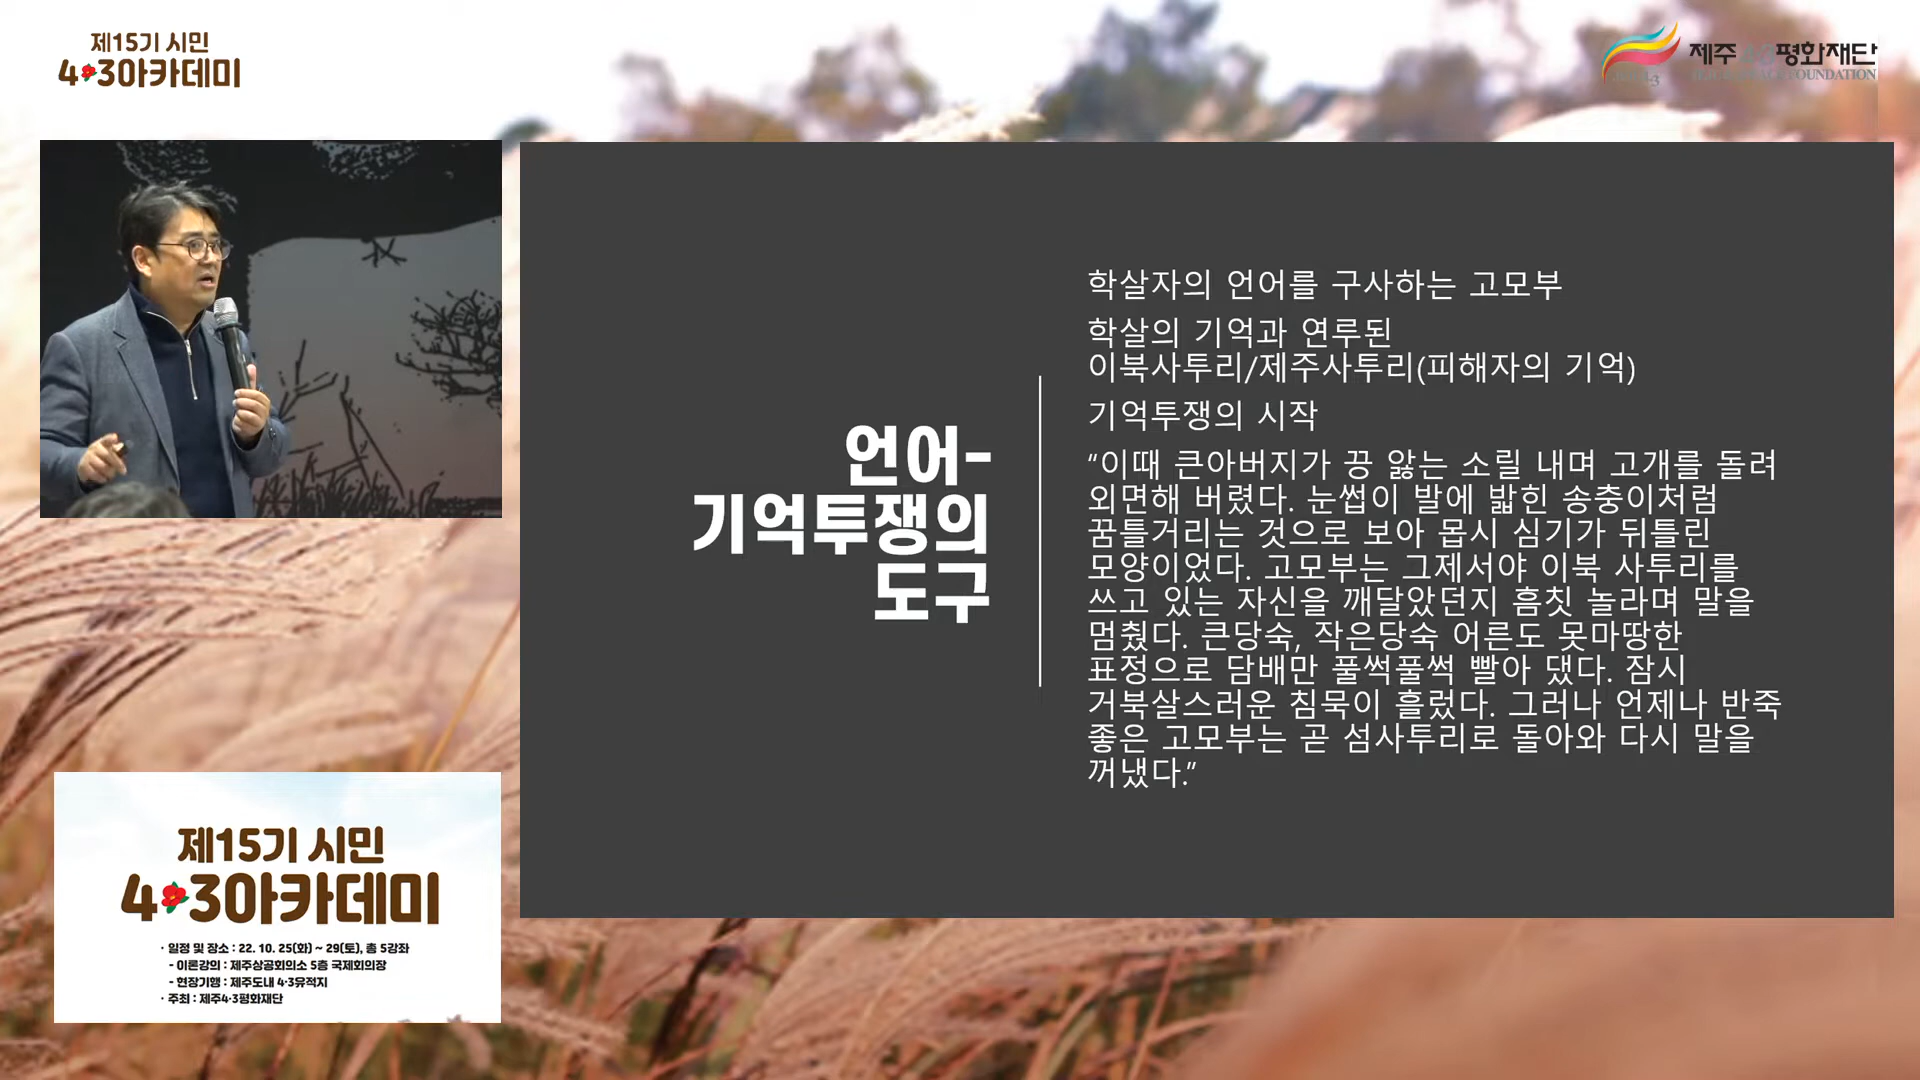 제15기 시민
4·3아카데미
제주4·3평화재단
언어-
기억투쟁의
도구
학살자의 언어를 구사하는 고모부
학살의 기억과 연루된
이북사투리/제주사투리(피해자의 기억)
기억투쟁의 시작
“이때 큰아버지가 끙 앓는 소릴 내며 고개를 돌려
외면해 버렸다. 눈썹이 발에 밟힌 송충이처럼
꿈틀거리는 것으로 보아 몹시 심기가 뒤틀린
모양이었다. 고모부는 그제서야 이북 사투리를
쓰고 있는 자신을 깨달았던지 흠칫 놀라며 말을
멈췄다. 큰당숙, 작은당숙 어른도 못마땅한
표정으로 담배만 풀썩풀썩 빨아 댔다. 잠시
거북살스러운 침묵이 흘렀다. 그러나 언제나 반죽
좋은 고모부는 곧 섬사투리로 돌아와 다시 말을
꺼냈다.”
제15기 시민
4·3아카데미
· 일정 및 장소 : 22. 10. 25(화) ~ 29(토), 총 5강좌
- 이론강의 : 제주상공회의소 5층 국제회의장
- 현장기행 : 제주도내 4·3유적지
· 주최 : 제주4·3평화재단